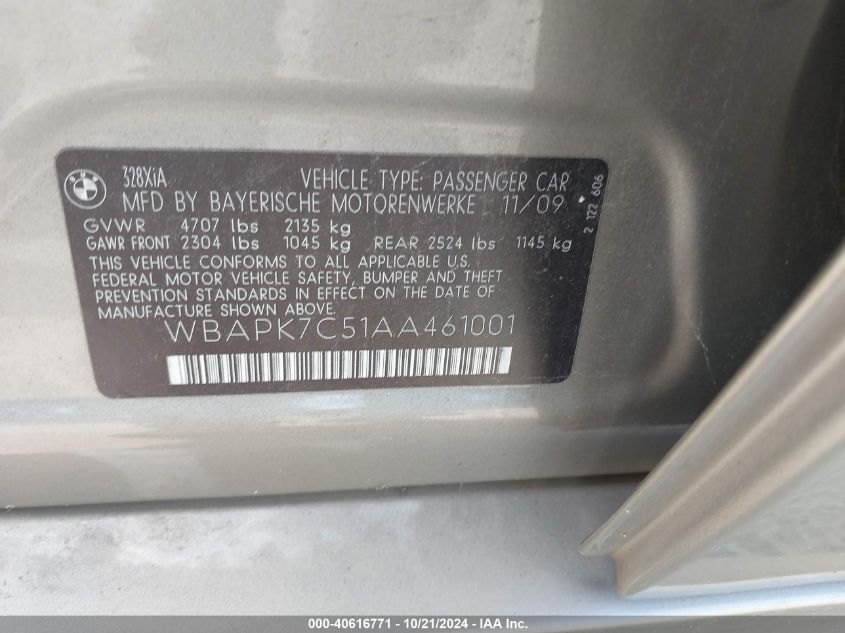 BMW
328XiA VEHICLE TYPE: PASSENGER CAR
MFD BY BAYERISCHE MOTORENWERKE 11/09
GVWR 4707 lbs 2135 kg
GAWR FRONT 2304 lbs 1045 kg REAR 2524 lbs 1145 kg
THIS VEHICLE CONFORMS TO ALL APPLICABLE U.S.
FEDERAL MOTOR VEHICLE SAFETY, BUMPER AND THEFT
PREVENTION STANDARDS IN EFFECT ON THE DATE OF
MANUFACTURE SHOWN ABOVE.
WBAPK7C51AA461001
2 122 606
000-40616771 - 10/21/2024 - IAA Inc.